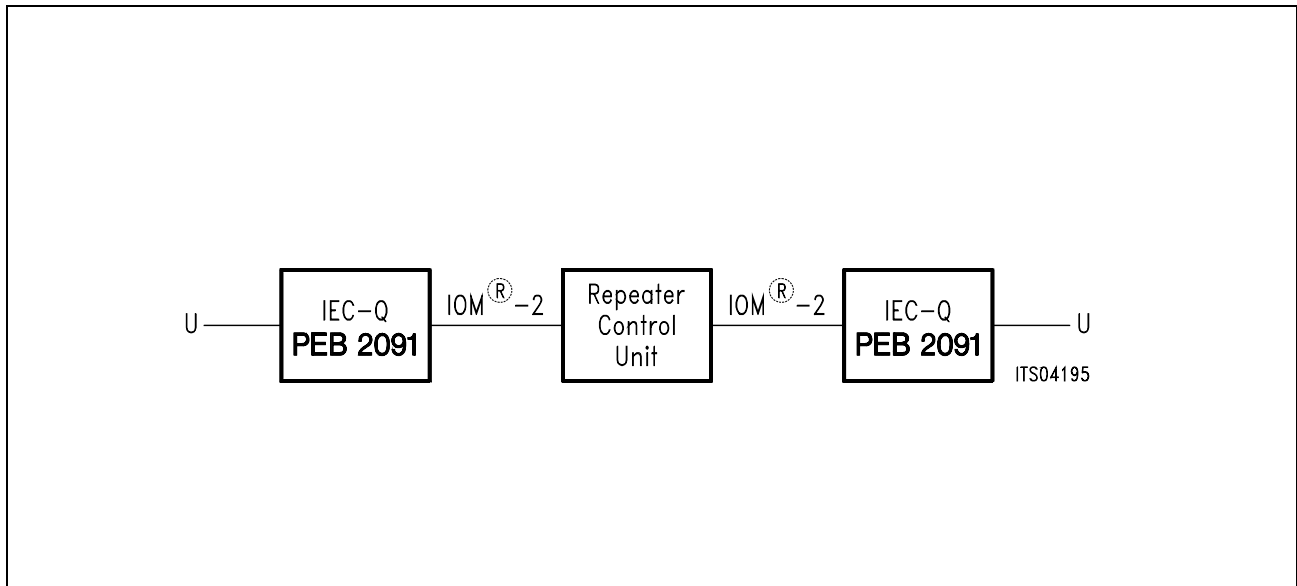 U
IEC-Q
PEB 2091
IOM®-2
Repeater
Control
Unit
IOM®-2
IEC-Q
PEB 2091
U
ITS04195